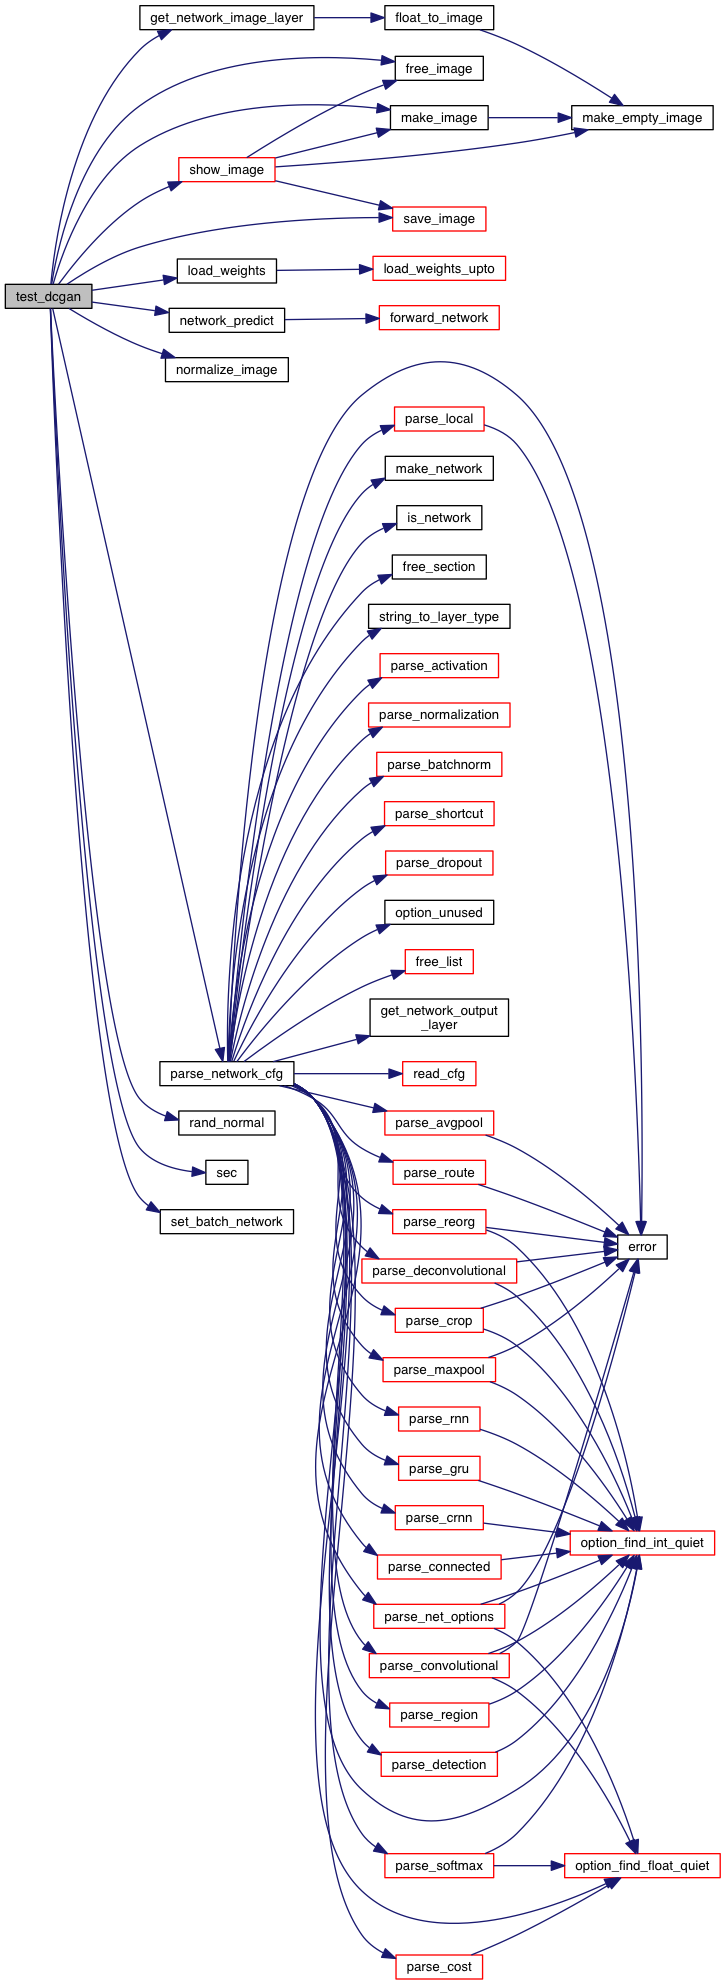 get_network_image_layer
float_to_image
free_image
make_image
make_empty_image
show_image
save_image
load_weights
load_weights_upto
test_dcgan
network_predict
forward_network
normalize_image
parse_local
make_network
is_network
free_section
string_to_layer_type
parse_activation
parse_normalization
parse_batchnorm
parse_shortcut
parse_dropout
option_unused
free_list
get_network_output
_layer
parse_network_cfg
read_cfg
rand_normal
parse_avgpool
sec
parse_route
set_batch_network
parse_reorg
error
parse_deconvolutional
parse_crop
parse_maxpool
parse_rnn
parse_gru
parse_crnn
option_find_int_quiet
parse_connected
parse_net_options
parse_convolutional
parse_region
parse_detection
parse_softmax
option_find_float_quiet
parse_cost